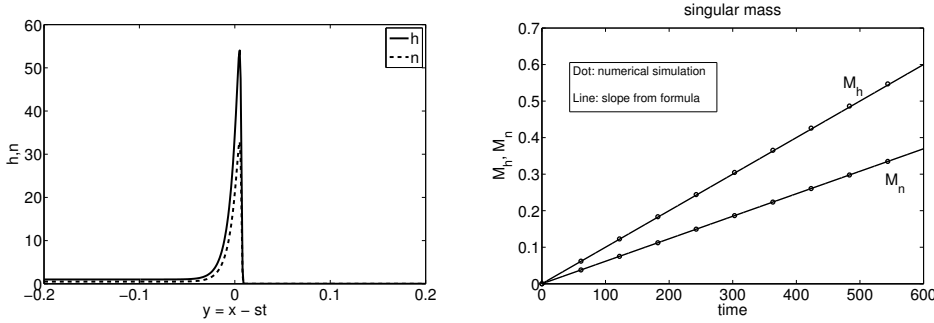 60
50
40
30
20
10
0
h,n
h
n
−0.2
−0.1
0
0.1
0.2
y = x − st
singular mass
0.7
0.6
0.5
0.4
0.3
0.2
0.1
0
M_h, M_n
Dot: numerical simulation
Line: slope from formula
M_h
M_n
0
100
200
300
400
500
600
time